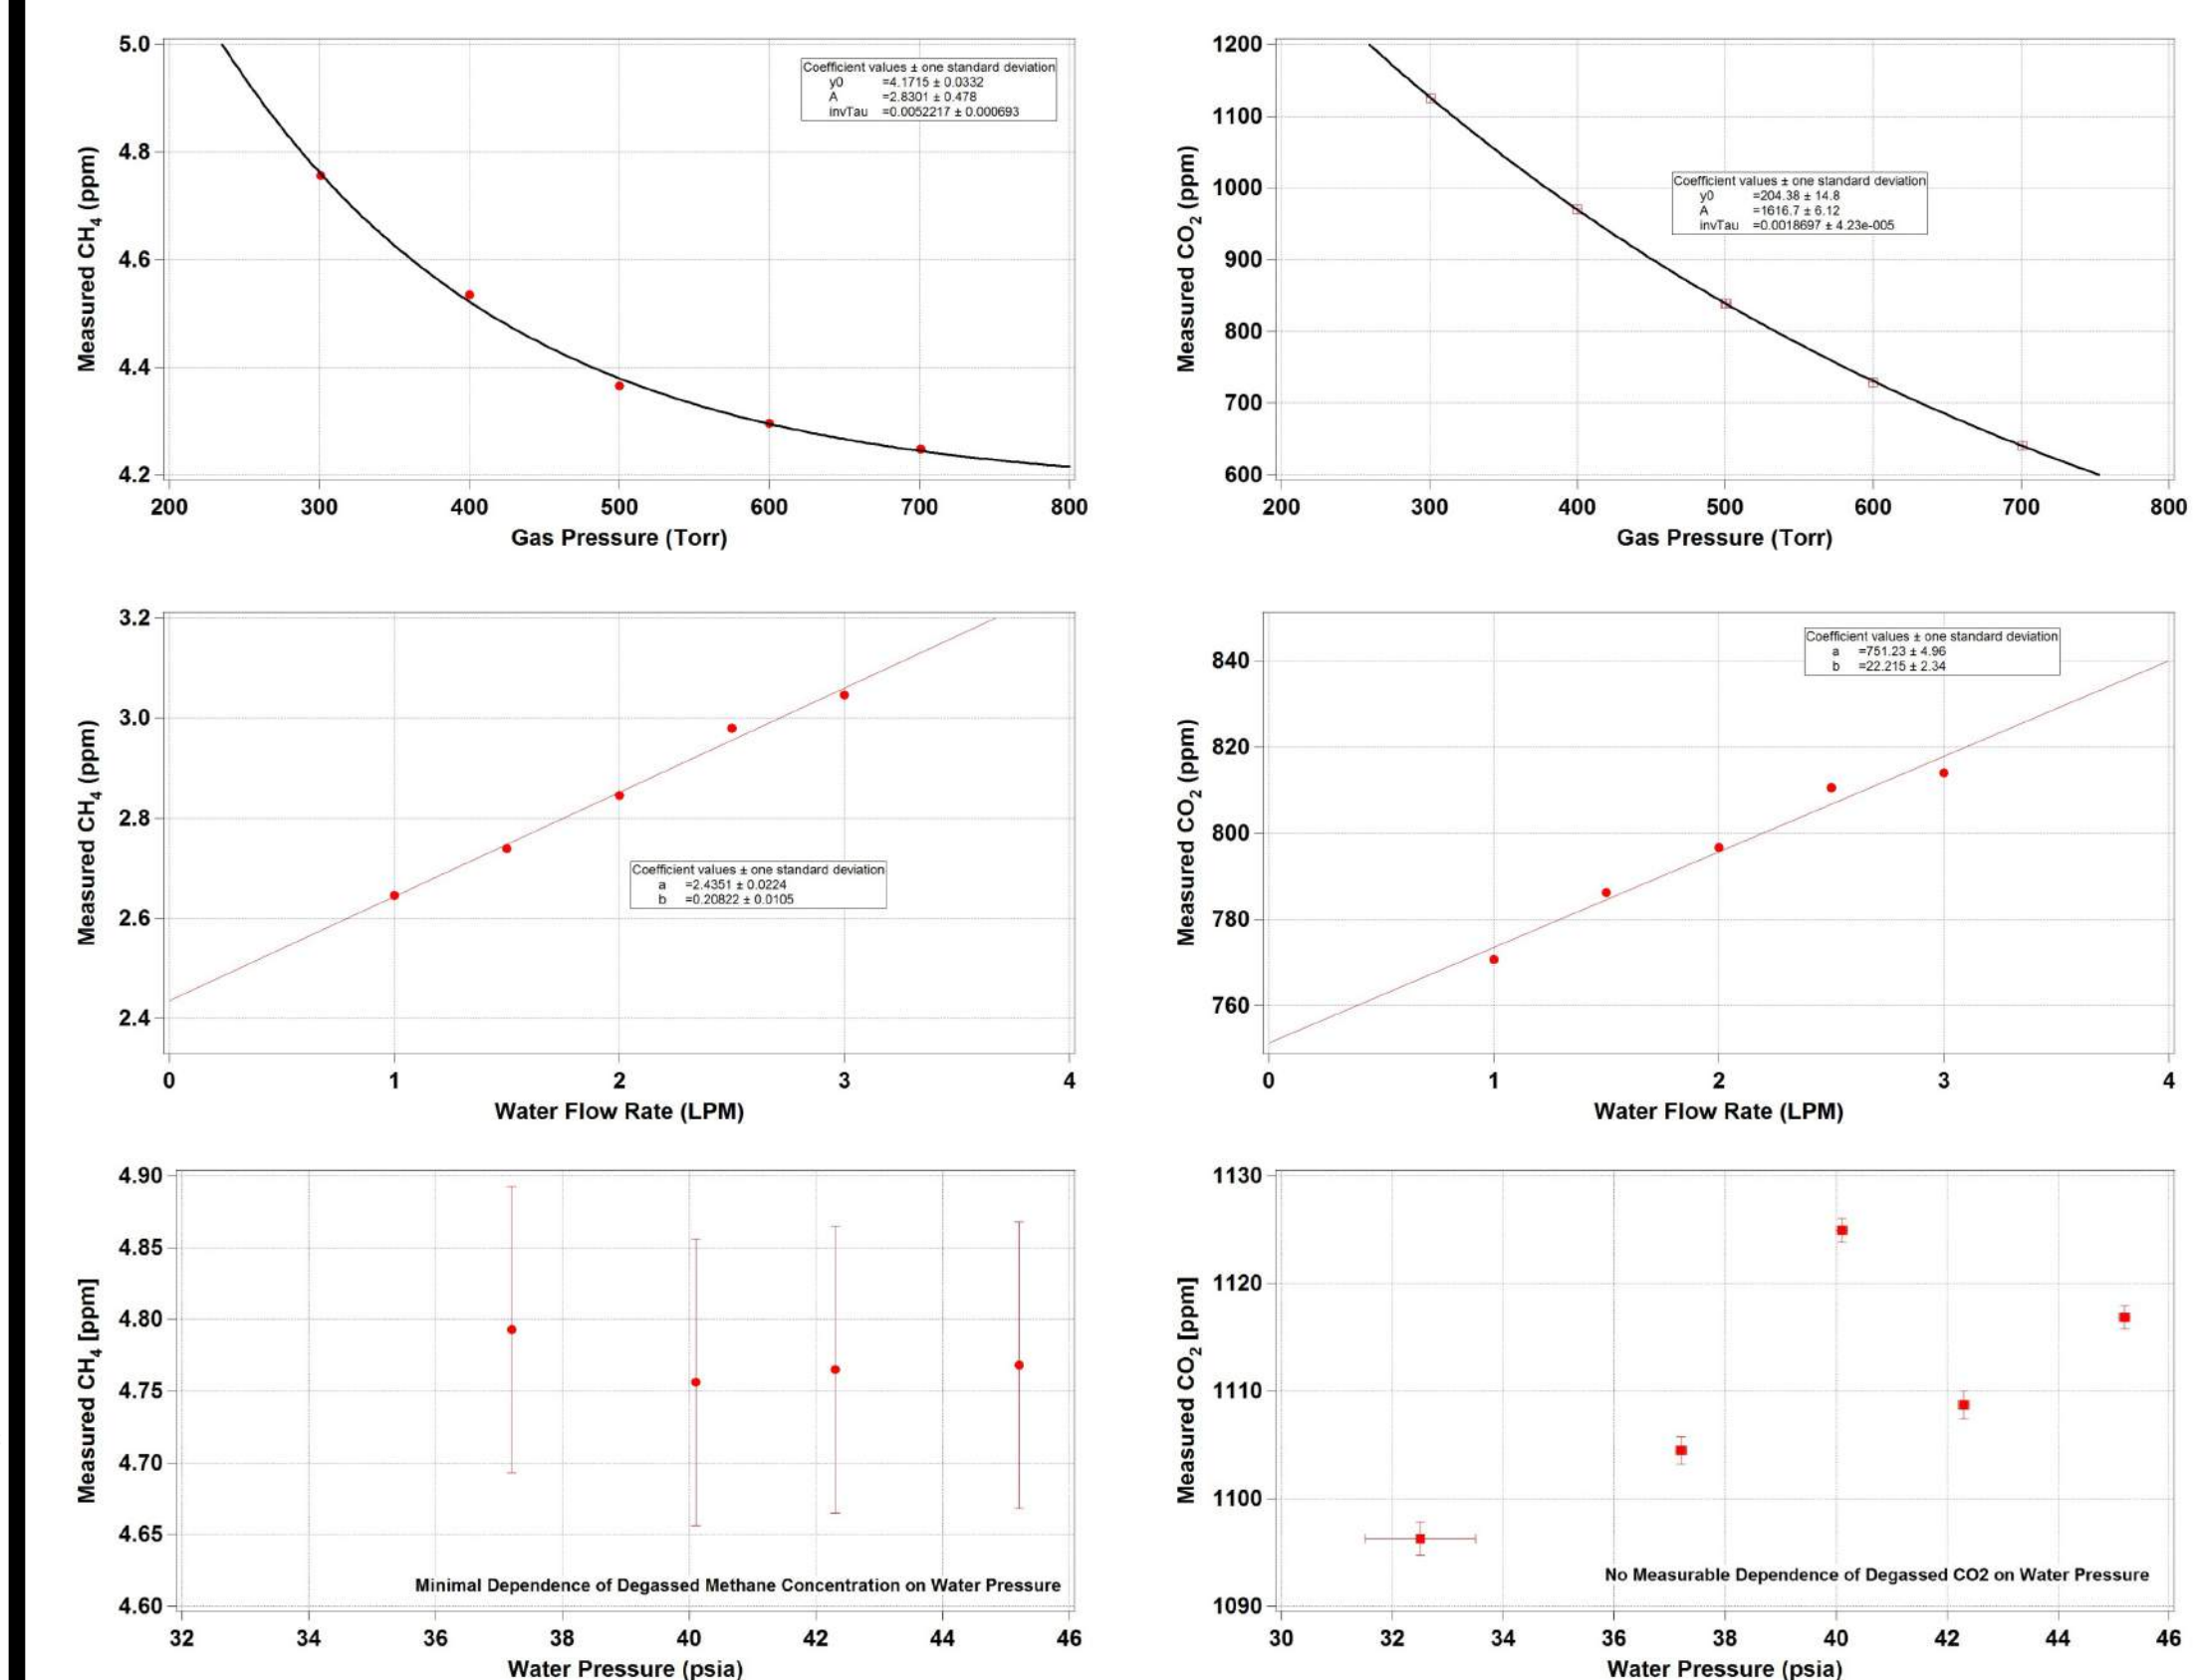 5.0
4.8
4.6
4.4
4.2
Measured CH4 (ppm)
Coefficient values ± one standard deviation
y0 =4.1715 ± 0.0332
A =2.8301 ± 0.478
invTau =0.0052217 ± 0.000693
200 300 400 500 600 700 800
Gas Pressure (Torr)
1200
1100
1000
900
800
700
600
Measured CO2 (ppm)
Coefficient values ± one standard deviation
y0 =204.38 ± 14.8
A =1616.7 ± 6.12
invTau =0.0018697 ± 4.23e-005
200 300 400 500 600 700 800
Gas Pressure (Torr)
3.2
3.0
2.8
2.6
2.4
Measured CH4 (ppm)
Coefficient values ± one standard deviation
a =2.4351 ± 0.0224
b =0.20822 ± 0.0105
0 1 2 3 4
Water Flow Rate (LPM)
840
820
800
780
760
Measured CO2 (ppm)
Coefficient values ± one standard deviation
a =751.23 ± 4.96
b =22.215 ± 2.34
0 1 2 3 4
Water Flow Rate (LPM)
4.90
4.85
4.80
4.75
4.70
4.65
4.60
Measured CH4 [ppm]
Minimal Dependence of Degassed Methane Concentration on Water Pressure
32 34 36 38 40 42 44 46
Water Pressure (psia)
1130
1120
1110
1100
1090
Measured CO2 [ppm]
No Measurable Dependence of Degassed CO2 on Water Pressure
30 32 34 36 38 40 42 44 46
Water Pressure (psia)